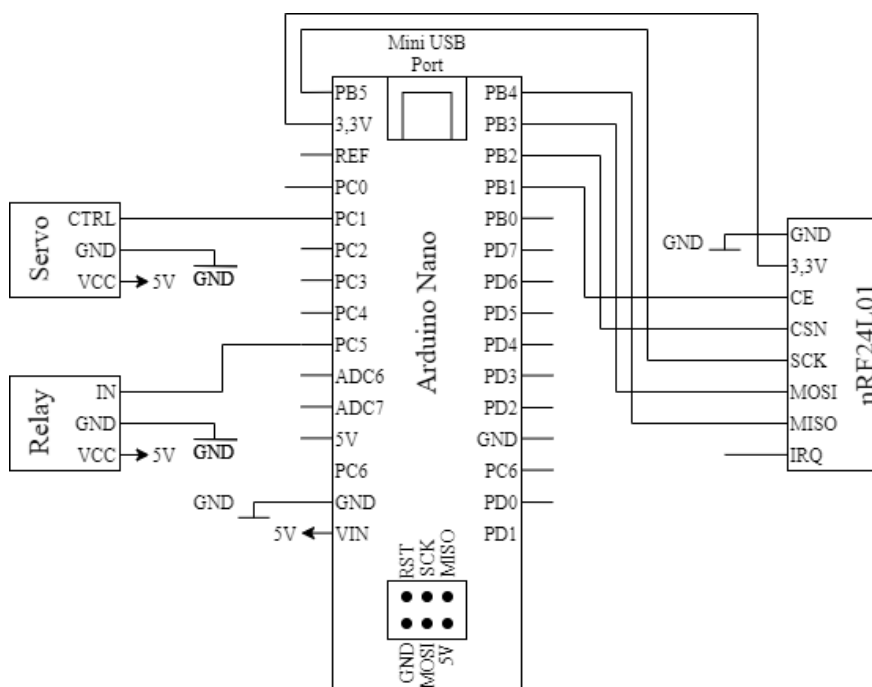 Mini USB
Port
PB5
3,3V
REF
PC0
PC1
PC2
PC3
PC4
PC5
ADC6
ADC7
5V
PC6
GND
VIN
PB4
PB3
PB2
PB1
PB0
PD7
PD6
PD5
PD4
PD3
PD2
GND
PC6
PD0
PD1
Arduino Nano
RST
SCK
MISO
GND
MOSI
5V
Servo
CTRL
GND
VCC
GND
5V
Relay
IN
GND
VCC
GND
5V
GND
5V
GND
GND
3,3V
CE
CSN
SCK
MOSI
MISO
IRQ
nRF24L01